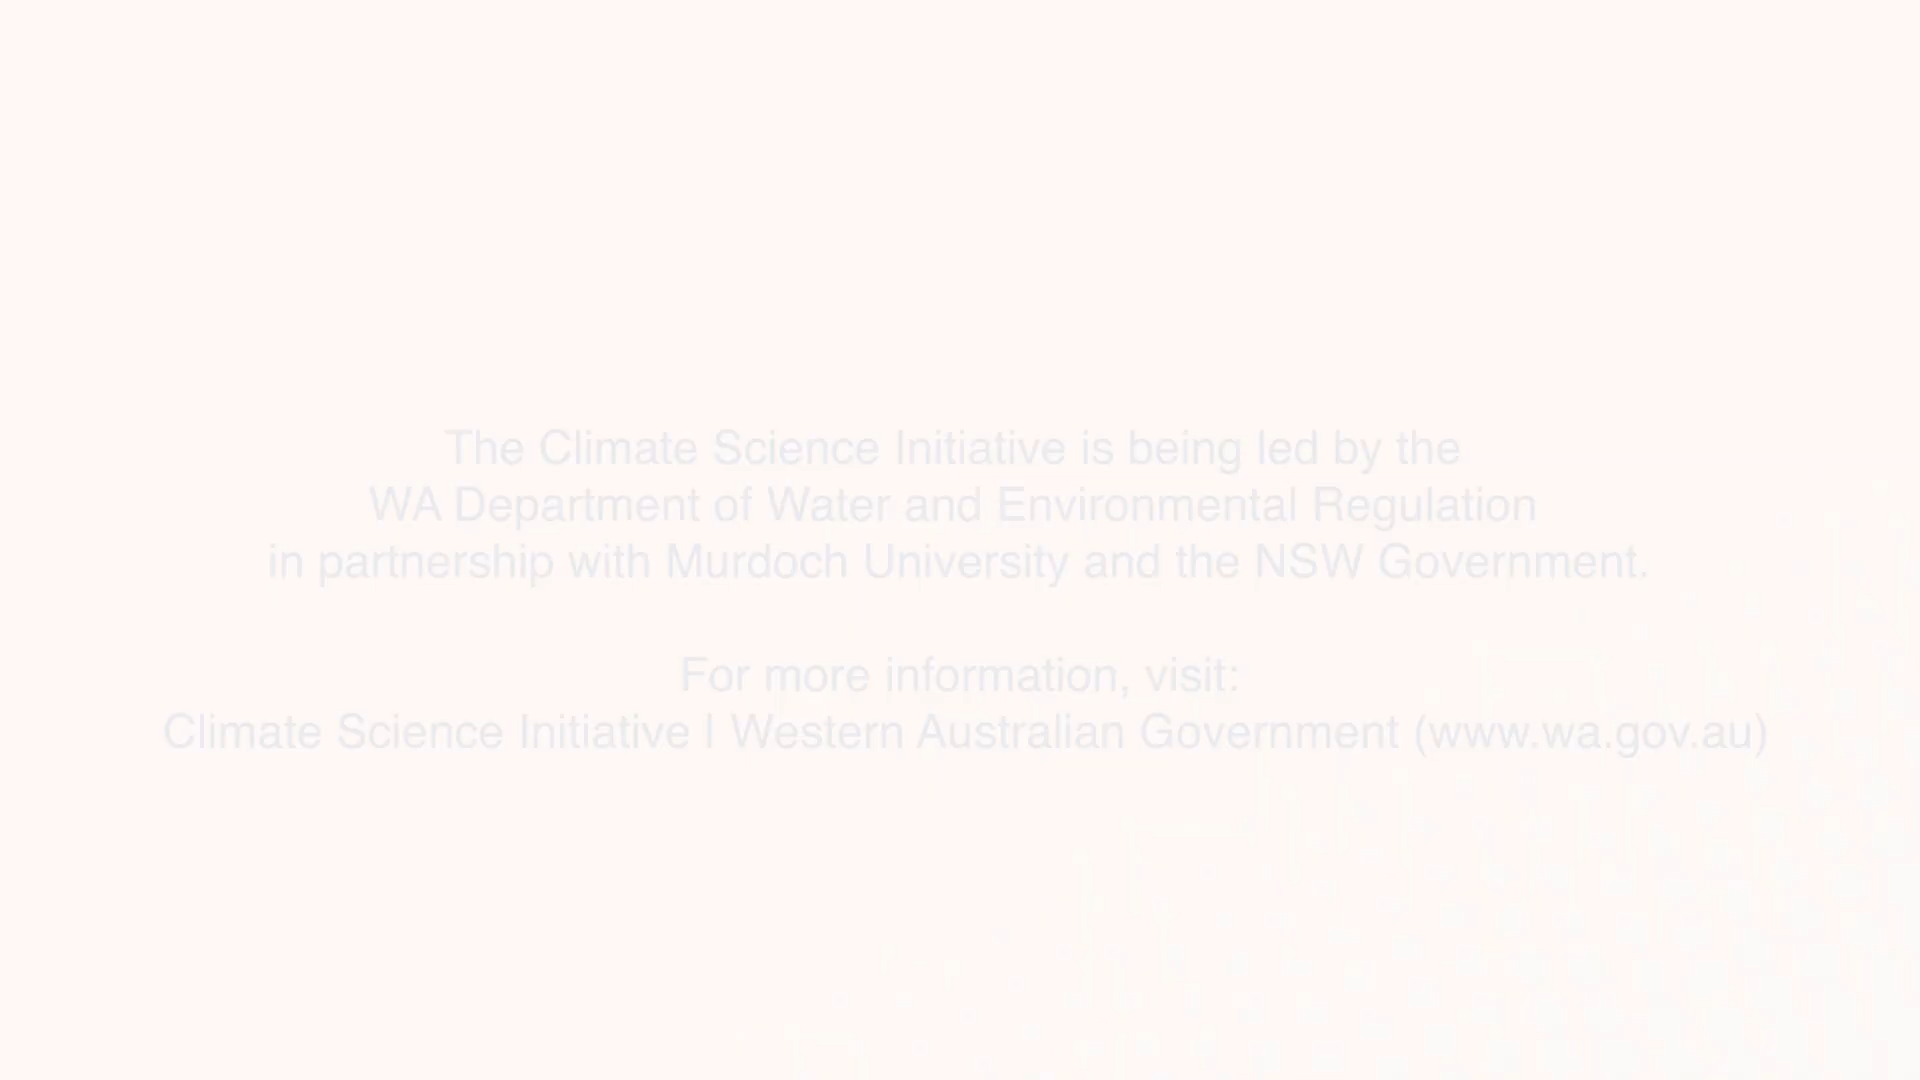 The Climate Science Initiative is being led by the
WA Department of Water and Environmental Regulation
in partnership with Murdoch University and the NSW Government.
For more information, visit:
Climate Science Initiative | Western Australian Government (www.wa.gov.au)